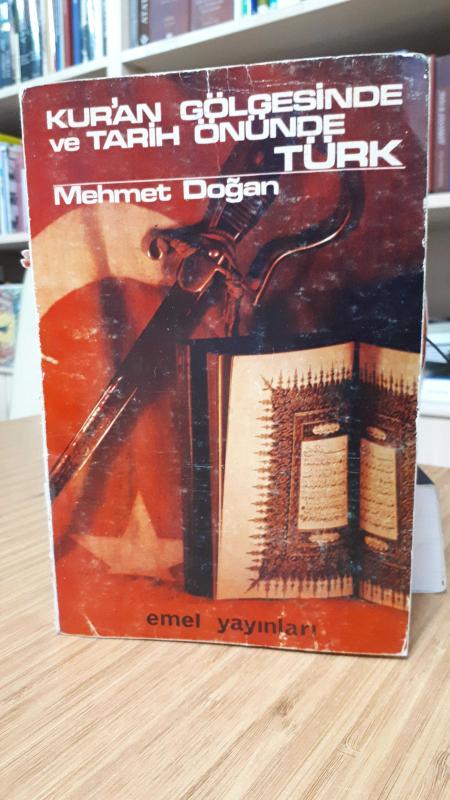 KUR'AN GÖLGESİNDE
ve TARİH ÖNÜNDE
TÜRK
Mehmet Doğan
emel yayınları